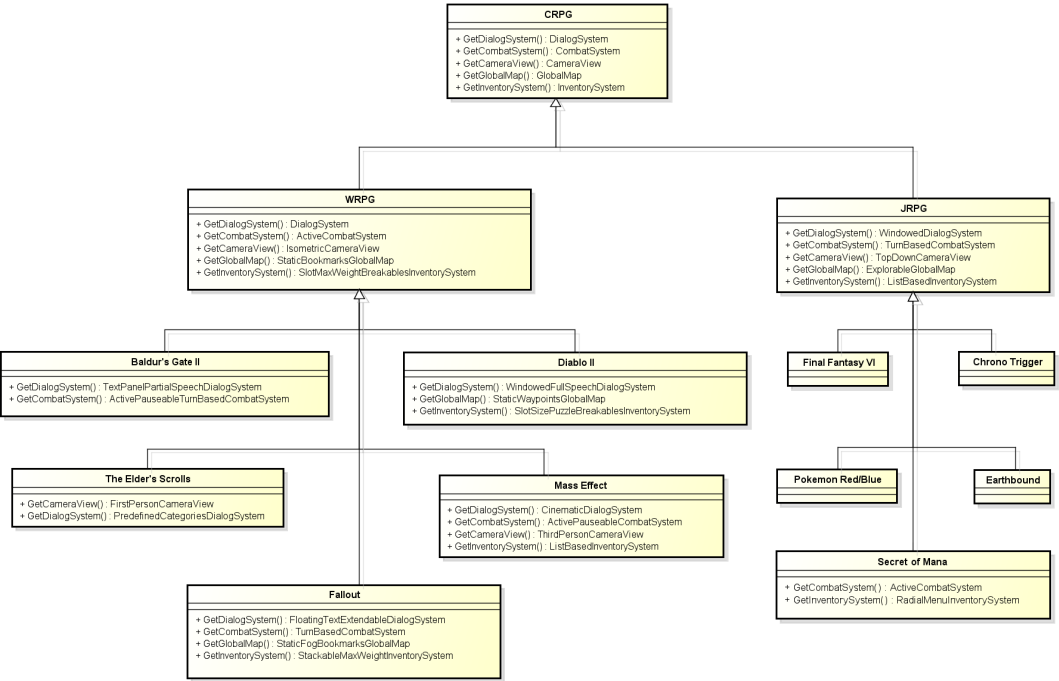 CRPG
+ GetDialogSystem() : DialogSystem
+ GetCombatSystem() : CombatSystem
+ GetCameraView() : CameraView
+ GetGlobalMap() : GlobalMap
+ GetInventorySystem() : InventorySystem
WRPG
+ GetDialogSystem() : DialogSystem
+ GetCombatSystem() : ActiveCombatSystem
+ GetCameraView() : IsometricCameraView
+ GetGlobalMap() : StaticBookmarksGlobalMap
+ GetInventorySystem() : SlotMaxWeightBreakablesInventorySystem
JRPG
+ GetDialogSystem() : WindowedDialogSystem
+ GetCombatSystem() : TurnBasedCombatSystem
+ GetCameraView() : TopDownCameraView
+ GetGlobalMap() : ExplorableGlobalMap
+ GetInventorySystem() : ListBasedInventorySystem
Baldur's Gate II
+ GetDialogSystem() : TextPanelPartialSpeechDialogSystem
+ GetCombatSystem() : ActivePauseableTurnBasedCombatSystem
Diablo II
+ GetDialogSystem() : WindowedFullSpeechDialogSystem
+ GetGlobalMap() : StaticWaypointsGlobalMap
+ GetInventorySystem() : SlotSizePuzzleBreakablesInventorySystem
Final Fantasy VI
Chrono Trigger
The Elder's Scrolls
+ GetCameraView() : FirstPersonCameraView
+ GetDialogSystem() : PredefinedCategoriesDialogSystem
Mass Effect
+ GetDialogSystem() : CinematicDialogSystem
+ GetCombatSystem() : ActivePauseableCombatSystem
+ GetCameraView() : ThirdPersonCameraView
+ GetInventorySystem() : ListBasedInventorySystem
Pokemon Red/Blue
Earthbound
Secret of Mana
+ GetCombatSystem() : ActiveCombatSystem
+ GetInventorySystem() : RadialMenuInventorySystem
Fallout
+ GetDialogSystem() : FloatingTextExtendableDialogSystem
+ GetCombatSystem() : TurnBasedCombatSystem
+ GetGlobalMap() : StaticFogBookmarksGlobalMap
+ GetInventorySystem() : StackableMaxWeightInventorySystem